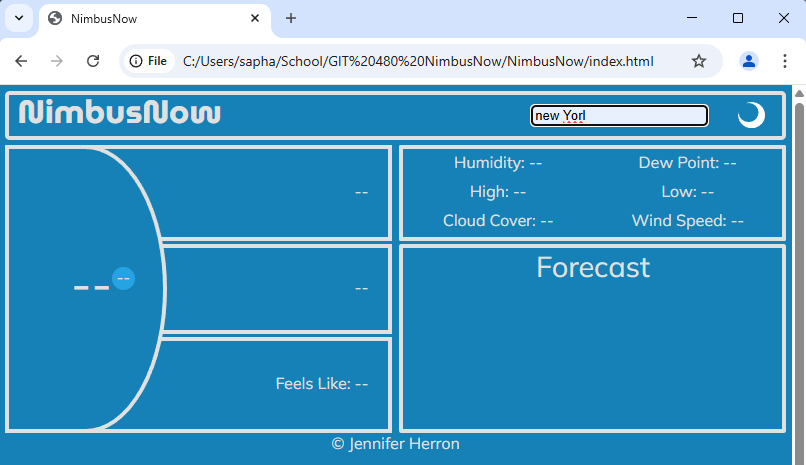 NimbusNow
File C:/Users/sapha/School/GIT%20480%20NimbusNow/NimbusNow/index.html
NimbusNow
new Yorl
--
-- --
--
Feels Like: --
Humidity: -- Dew Point: --
High: -- Low: --
Cloud Cover: -- Wind Speed: --
Forecast
© Jennifer Herron